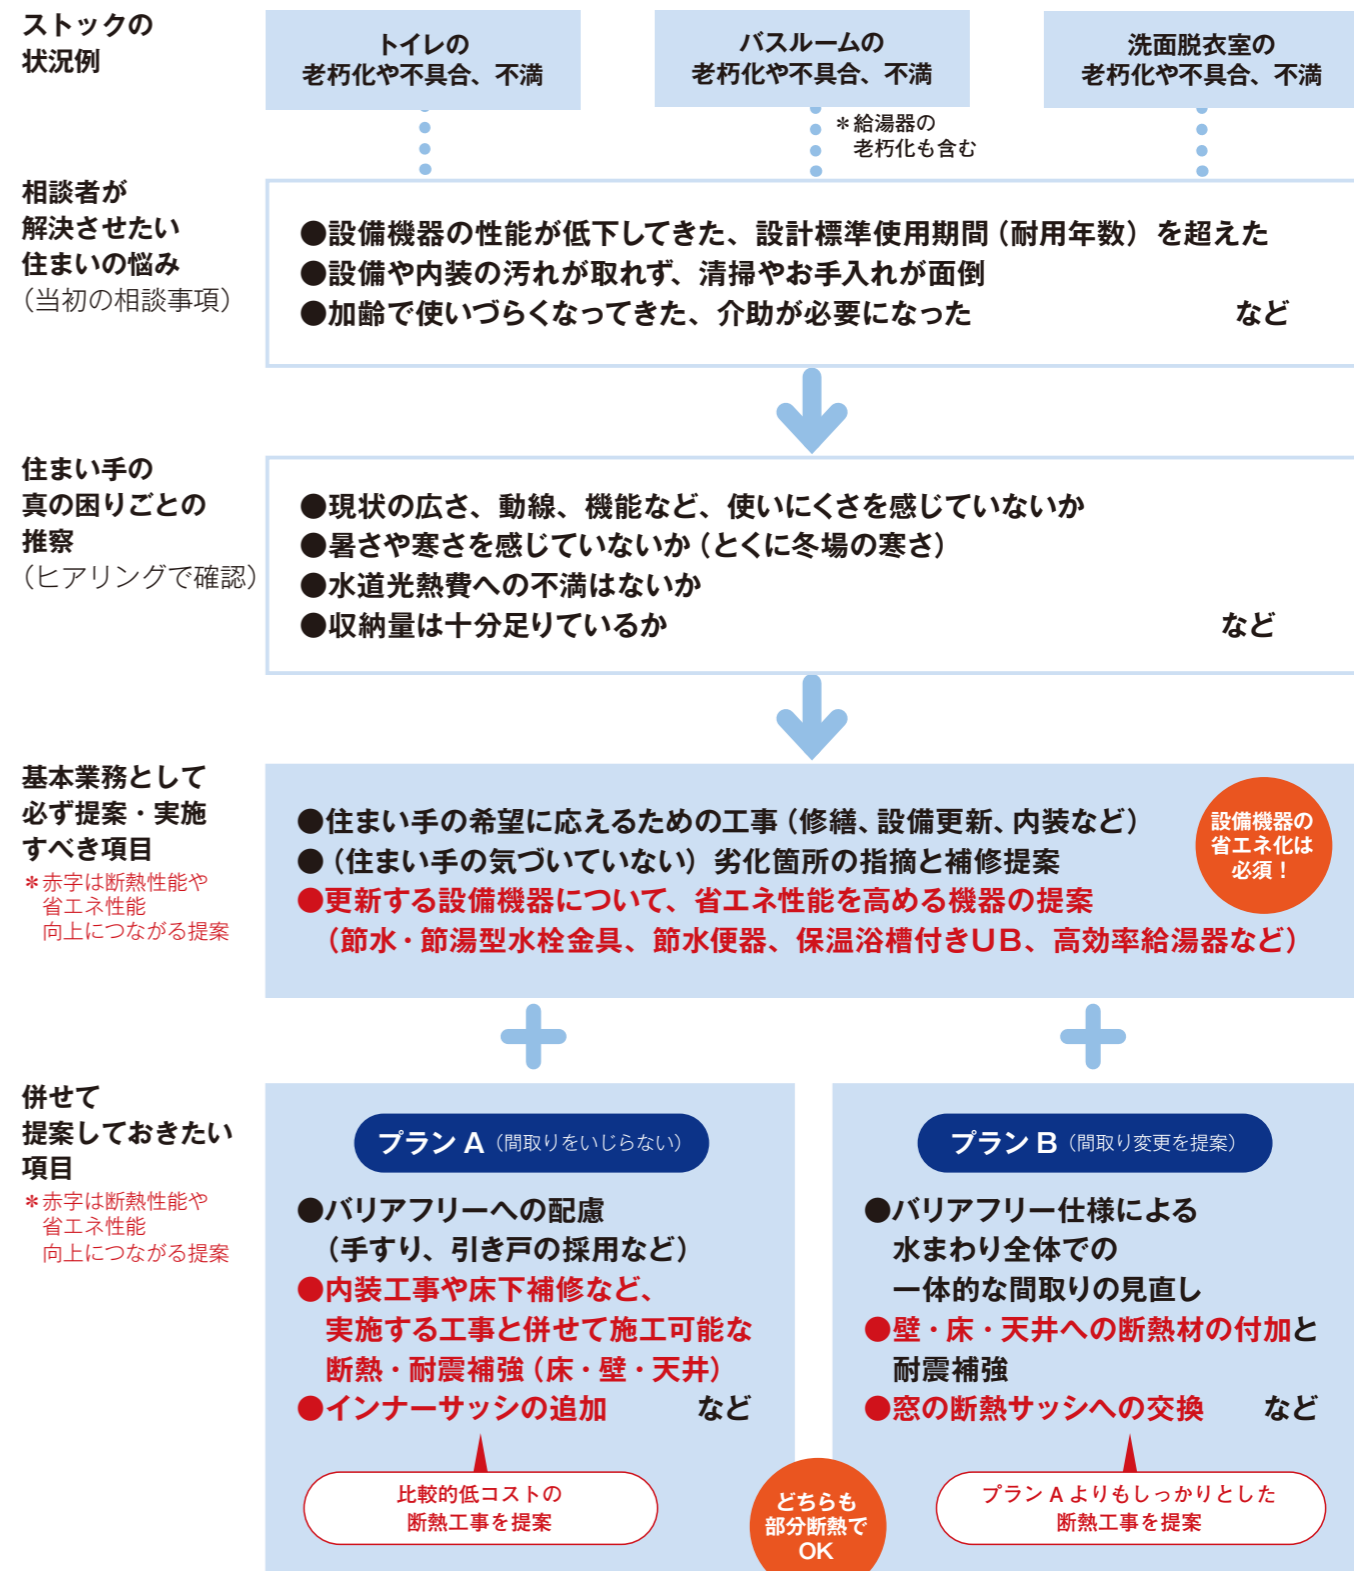 ストックの
状況例
トイレの
老朽化や不具合、不満
バスルームの
老朽化や不具合、不満
洗面脱衣室の
老朽化や不具合、不満
＊給湯器の
老朽化も含む
相談者が
解決させたい
住まいの悩み
（当初の相談事項）
●設備機器の性能が低下してきた、設計標準使用期間（耐用年数）を超えた
●設備や内装の汚れが取れず、清掃やお手入れが面倒
●加齢で使いづらくなってきた、介助が必要になった　など
住まい手の
真の困りごとの
推察
（ヒアリングで確認）
●現状の広さ、動線、機能など、使いにくさを感じていないか
●暑さや寒さを感じていないか（とくに冬場の寒さ）
●水道光熱費への不満はないか
●収納量は十分足りているか　など
基本業務として
必ず提案・実施
すべき項目
＊赤字は断熱性能や
省エネ性能
向上につながる提案
●住まい手の希望に応えるための工事（修繕、設備更新、内装など）
●（住まい手の気づいていない）劣化箇所の指摘と補修提案
●更新する設備機器について、省エネ性能を高める機器の提案
（節水・節湯型水栓金具、節水便器、保温浴槽付きUB、高効率給湯器など）
設備機器の
省エネ化は
必須！
併せて
提案しておきたい
項目
＊赤字は断熱性能や
省エネ性能
向上につながる提案
プラン A（間取りをいじらない）
●バリアフリーへの配慮
（手すり、引き戸の採用など）
●内装工事や床下補修など、
実施する工事と併せて施工可能な
断熱・耐震補強（床・壁・天井）
●インナーサッシの追加　など
比較的低コストの
断熱工事を提案
プラン B（間取り変更を提案）
●バリアフリー仕様による
水まわり全体での
一体的な間取りの見直し
●壁・床・天井への断熱材の付加と
耐震補強
●窓の断熱サッシへの交換　など
プラン A よりもしっかりとした
断熱工事を提案
どちらも
部分断熱で
OK